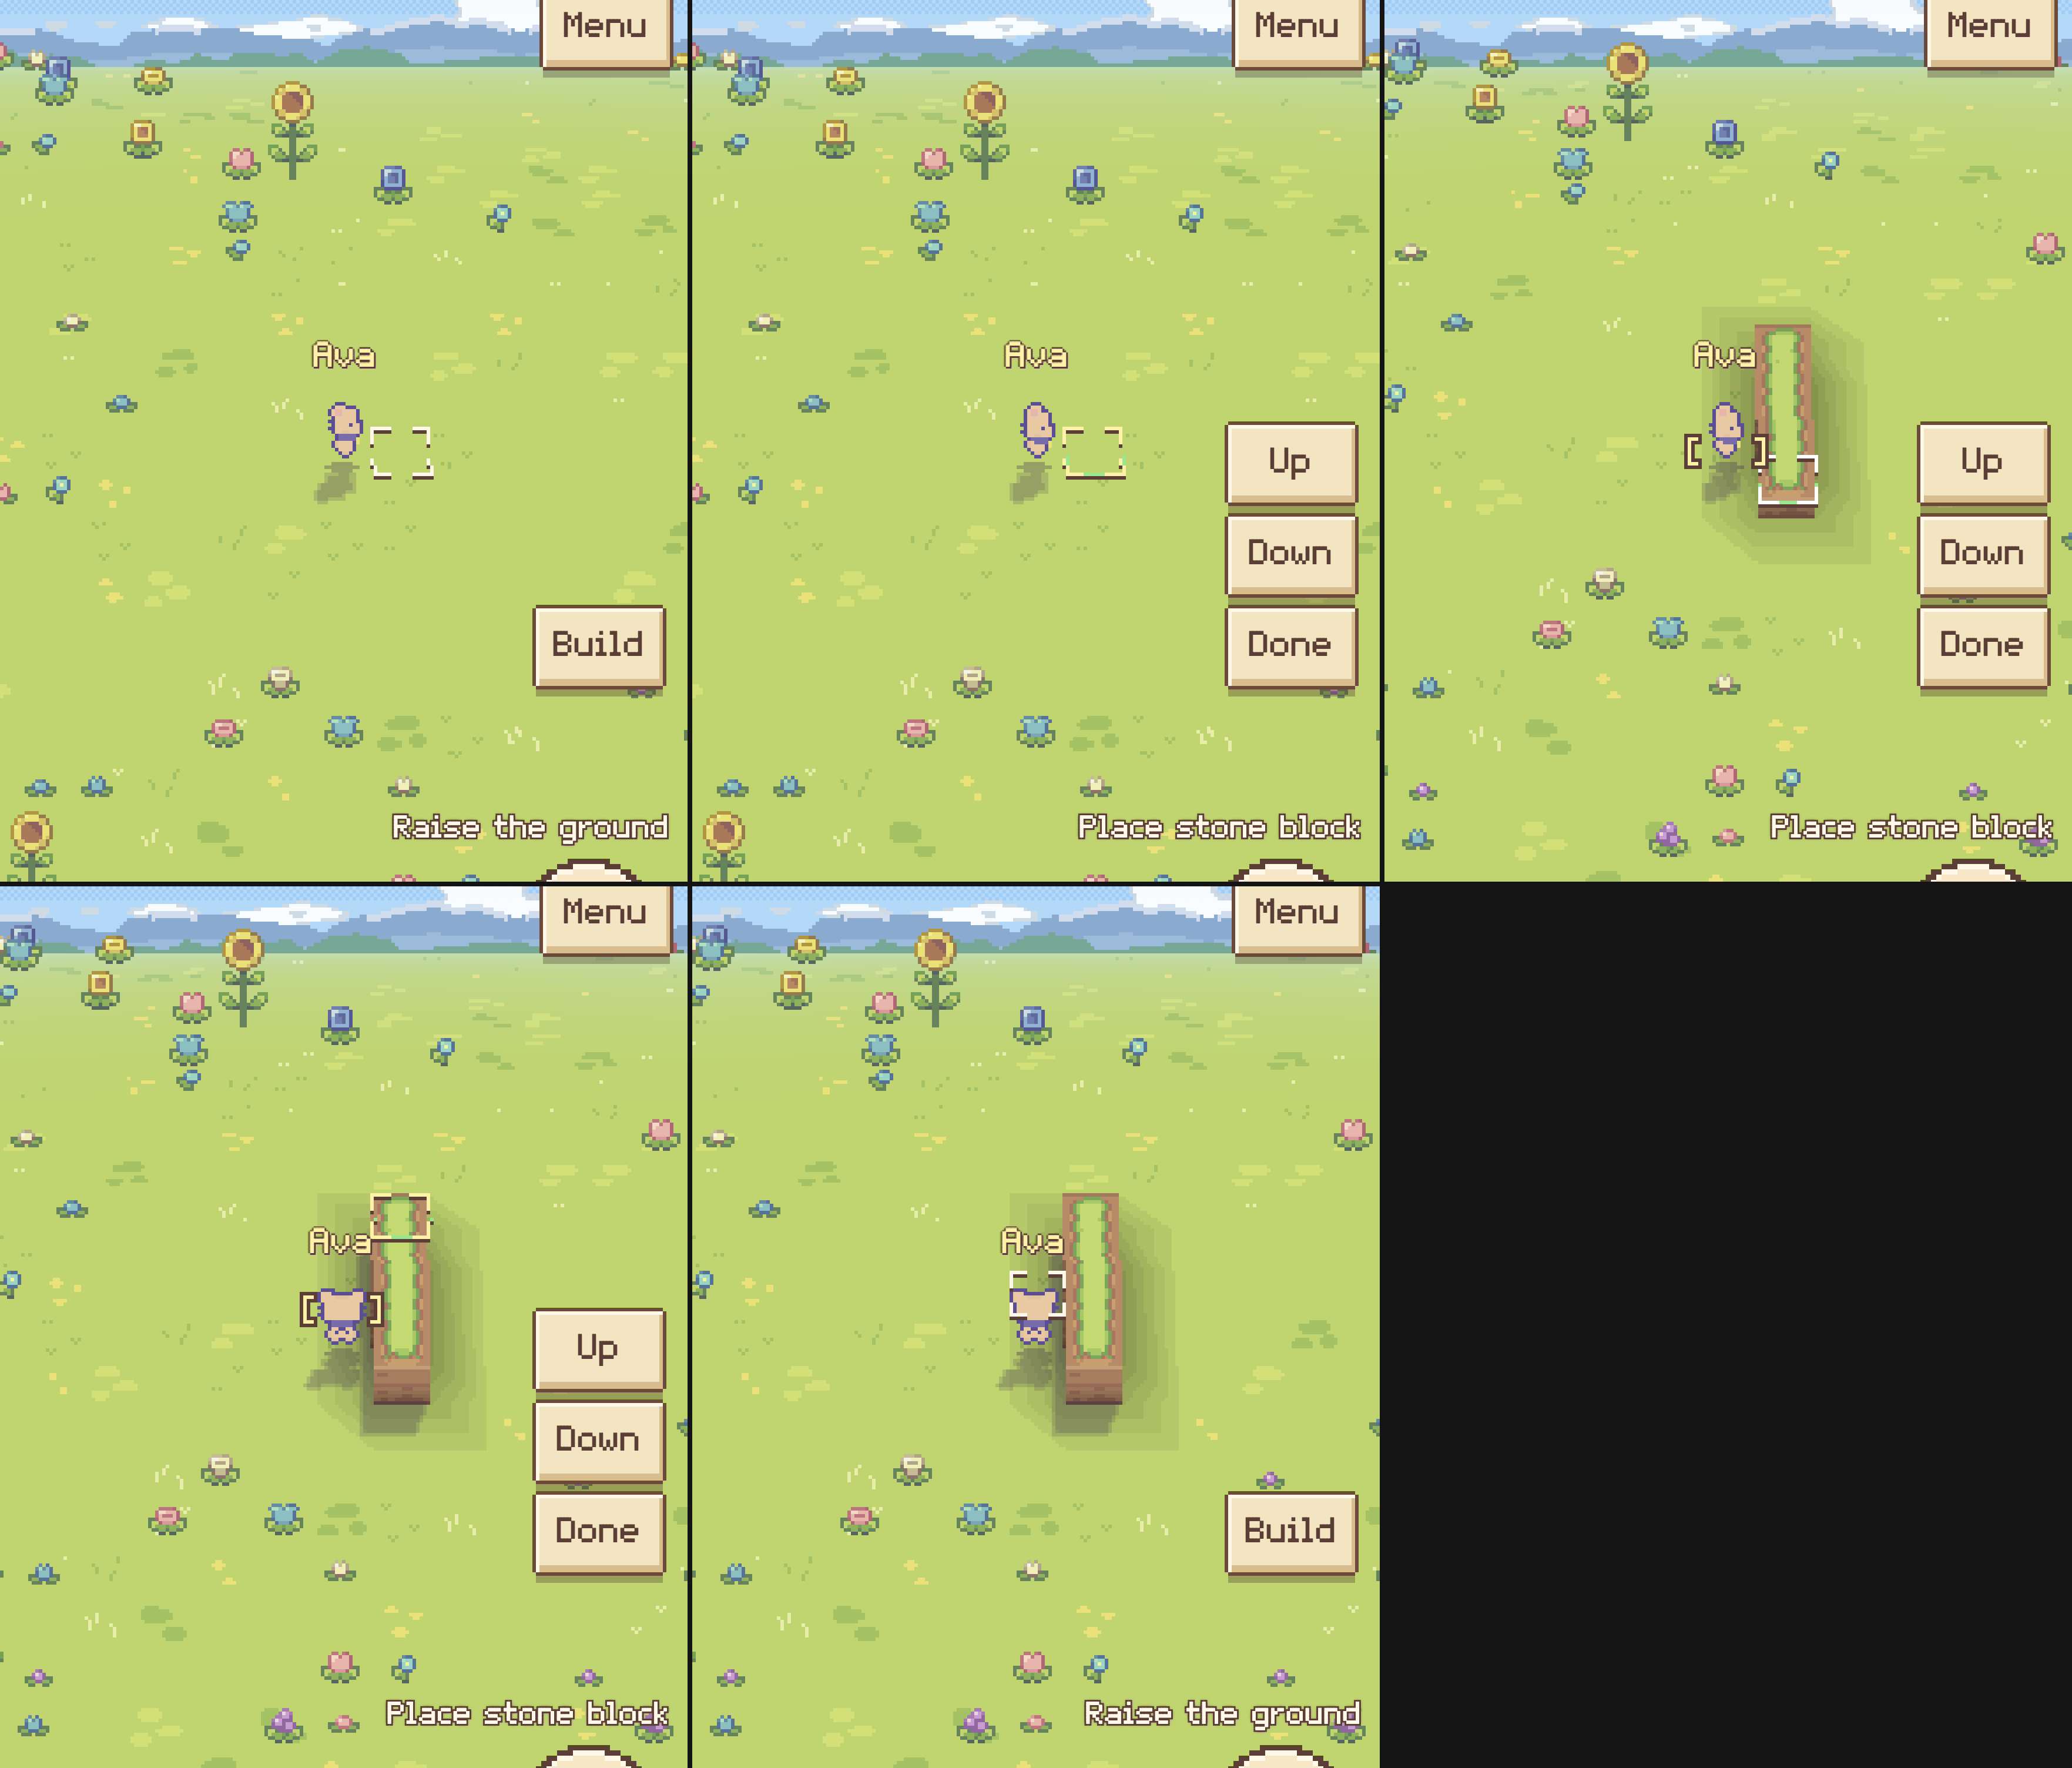 Menu
Ava
Build
Raise the ground
Menu
Ava
Up
Down
Done
Place stone block
Menu
Ava
Up
Down
Done
Place stone block
Menu
Ava
Up
Down
Done
Place stone block
Menu
Ava
Build
Raise the ground